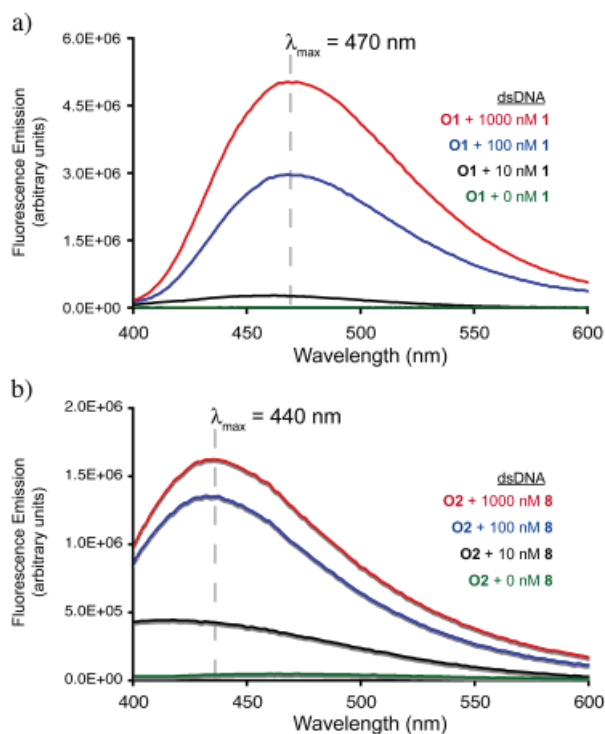 a)
λmax = 470 nm
6.0E+06
4.5E+06
3.0E+06
1.5E+06
0.0E+00
Fluorescence Emission
(arbitrary units)
dsDNA
O1 + 1000 nM 1
O1 + 100 nM 1
O1 + 10 nM 1
O1 + 0 nM 1
400
450
500
550
600
Wavelength (nm)
b)
λmax = 440 nm
2.0E+06
1.5E+06
1.0E+06
5.0E+05
0.0E+00
Fluorescence Emission
(arbitrary units)
dsDNA
O2 + 1000 nM 8
O2 + 100 nM 8
O2 + 10 nM 8
O2 + 0 nM 8
400
450
500
550
600
Wavelength (nm)